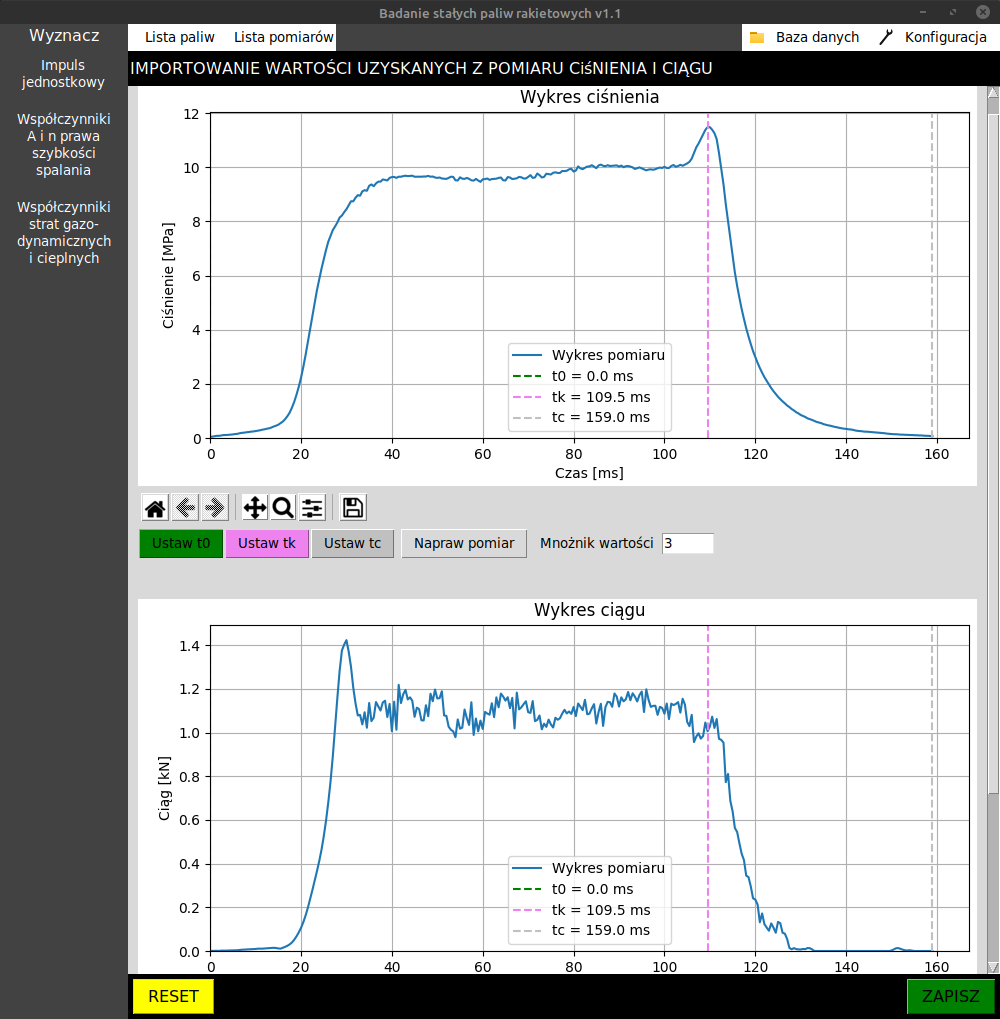 Badanie stałych paliw rakietowych v1.1
Wyznacz
Impuls
jednostkowy
Współczynniki
A i n prawa
szybkości
spalania
Współczynniki
strat gazo-
dynamicznych
i cieplnych
Lista paliw Lista pomiarów Baza danych Konfiguracja
IMPORTOWANIE WARTOŚCI UZYSKANYCH Z POMIARU CiśNIENIA I CIĄGU
Wykres ciśnienia
12
10
8
6
4
2
0
Ciśnienie [MPa]
Wykres pomiaru
t0 = 0.0 ms
tk = 109.5 ms
tc = 159.0 ms
0 20 40 60 80 100 120 140 160
Czas [ms]
Ustaw t0 Ustaw tk Ustaw tc Napraw pomiar Mnożnik wartości 3
Wykres ciągu
1.4
1.2
1.0
0.8
0.6
0.4
0.2
0.0
Ciąg [kN]
Wykres pomiaru
t0 = 0.0 ms
tk = 109.5 ms
tc = 159.0 ms
0 20 40 60 80 100 120 140 160
RESET ZAPISZ